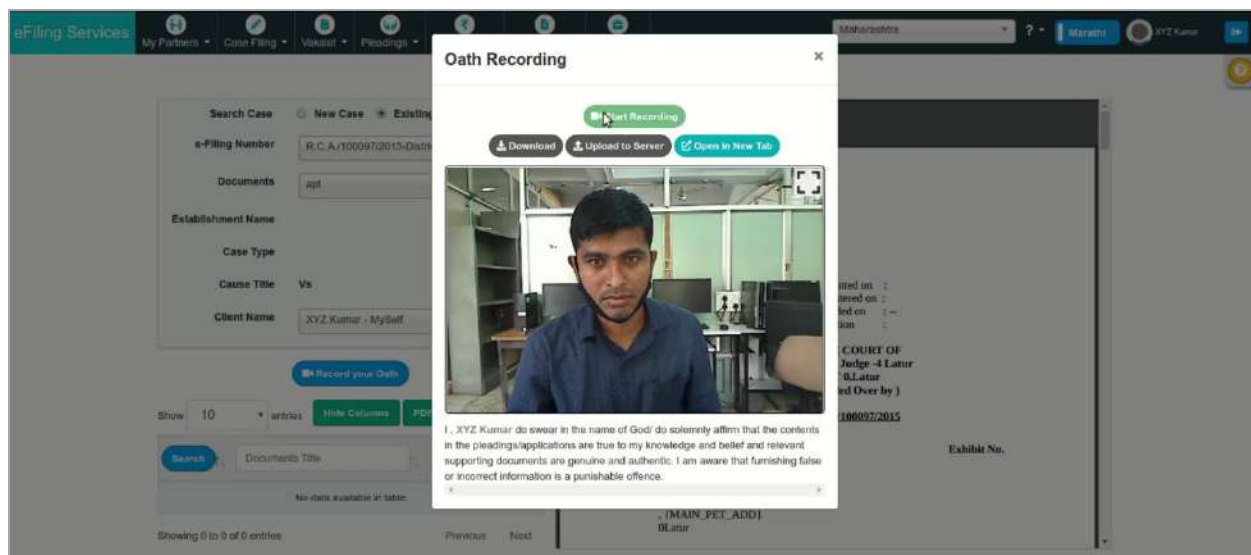 eFiling Services
My Partners
Case Filing
Vakalat
Pleadings
Maharashtra
?
Marathi
XYZ Kumar
Oath Recording
×
Start Recording
Download
Upload to Server
Open in New Tab
Search Case
New Case
Existing
e-Filing Number
R.C.A./100097/2015-Distri
Documents
apt
Establishment Name
Case Type
Cause Title
Vs
Client Name
XYZ Kumar - MySelf
Record your Oath
Show 10 entries
Hide Columns
PDF
Search
Documents Title
No data available in table
Showing 0 to 0 of 0 entries
Previous
Next
I , XYZ Kumar do swear in the name of God/ do solemnly affirm that the contents
in the pleadings/applications are true to my knowledge and belief and relevant
supporting documents are genuine and authentic. I am aware that furnishing false
or incorrect information is a punishable offence.
COURT OF
Judge -4 Latur
0,Latur
ed Over by )
/100097/2015
Exhibit No.
, {MAIN_PET_ADD}
0Latur